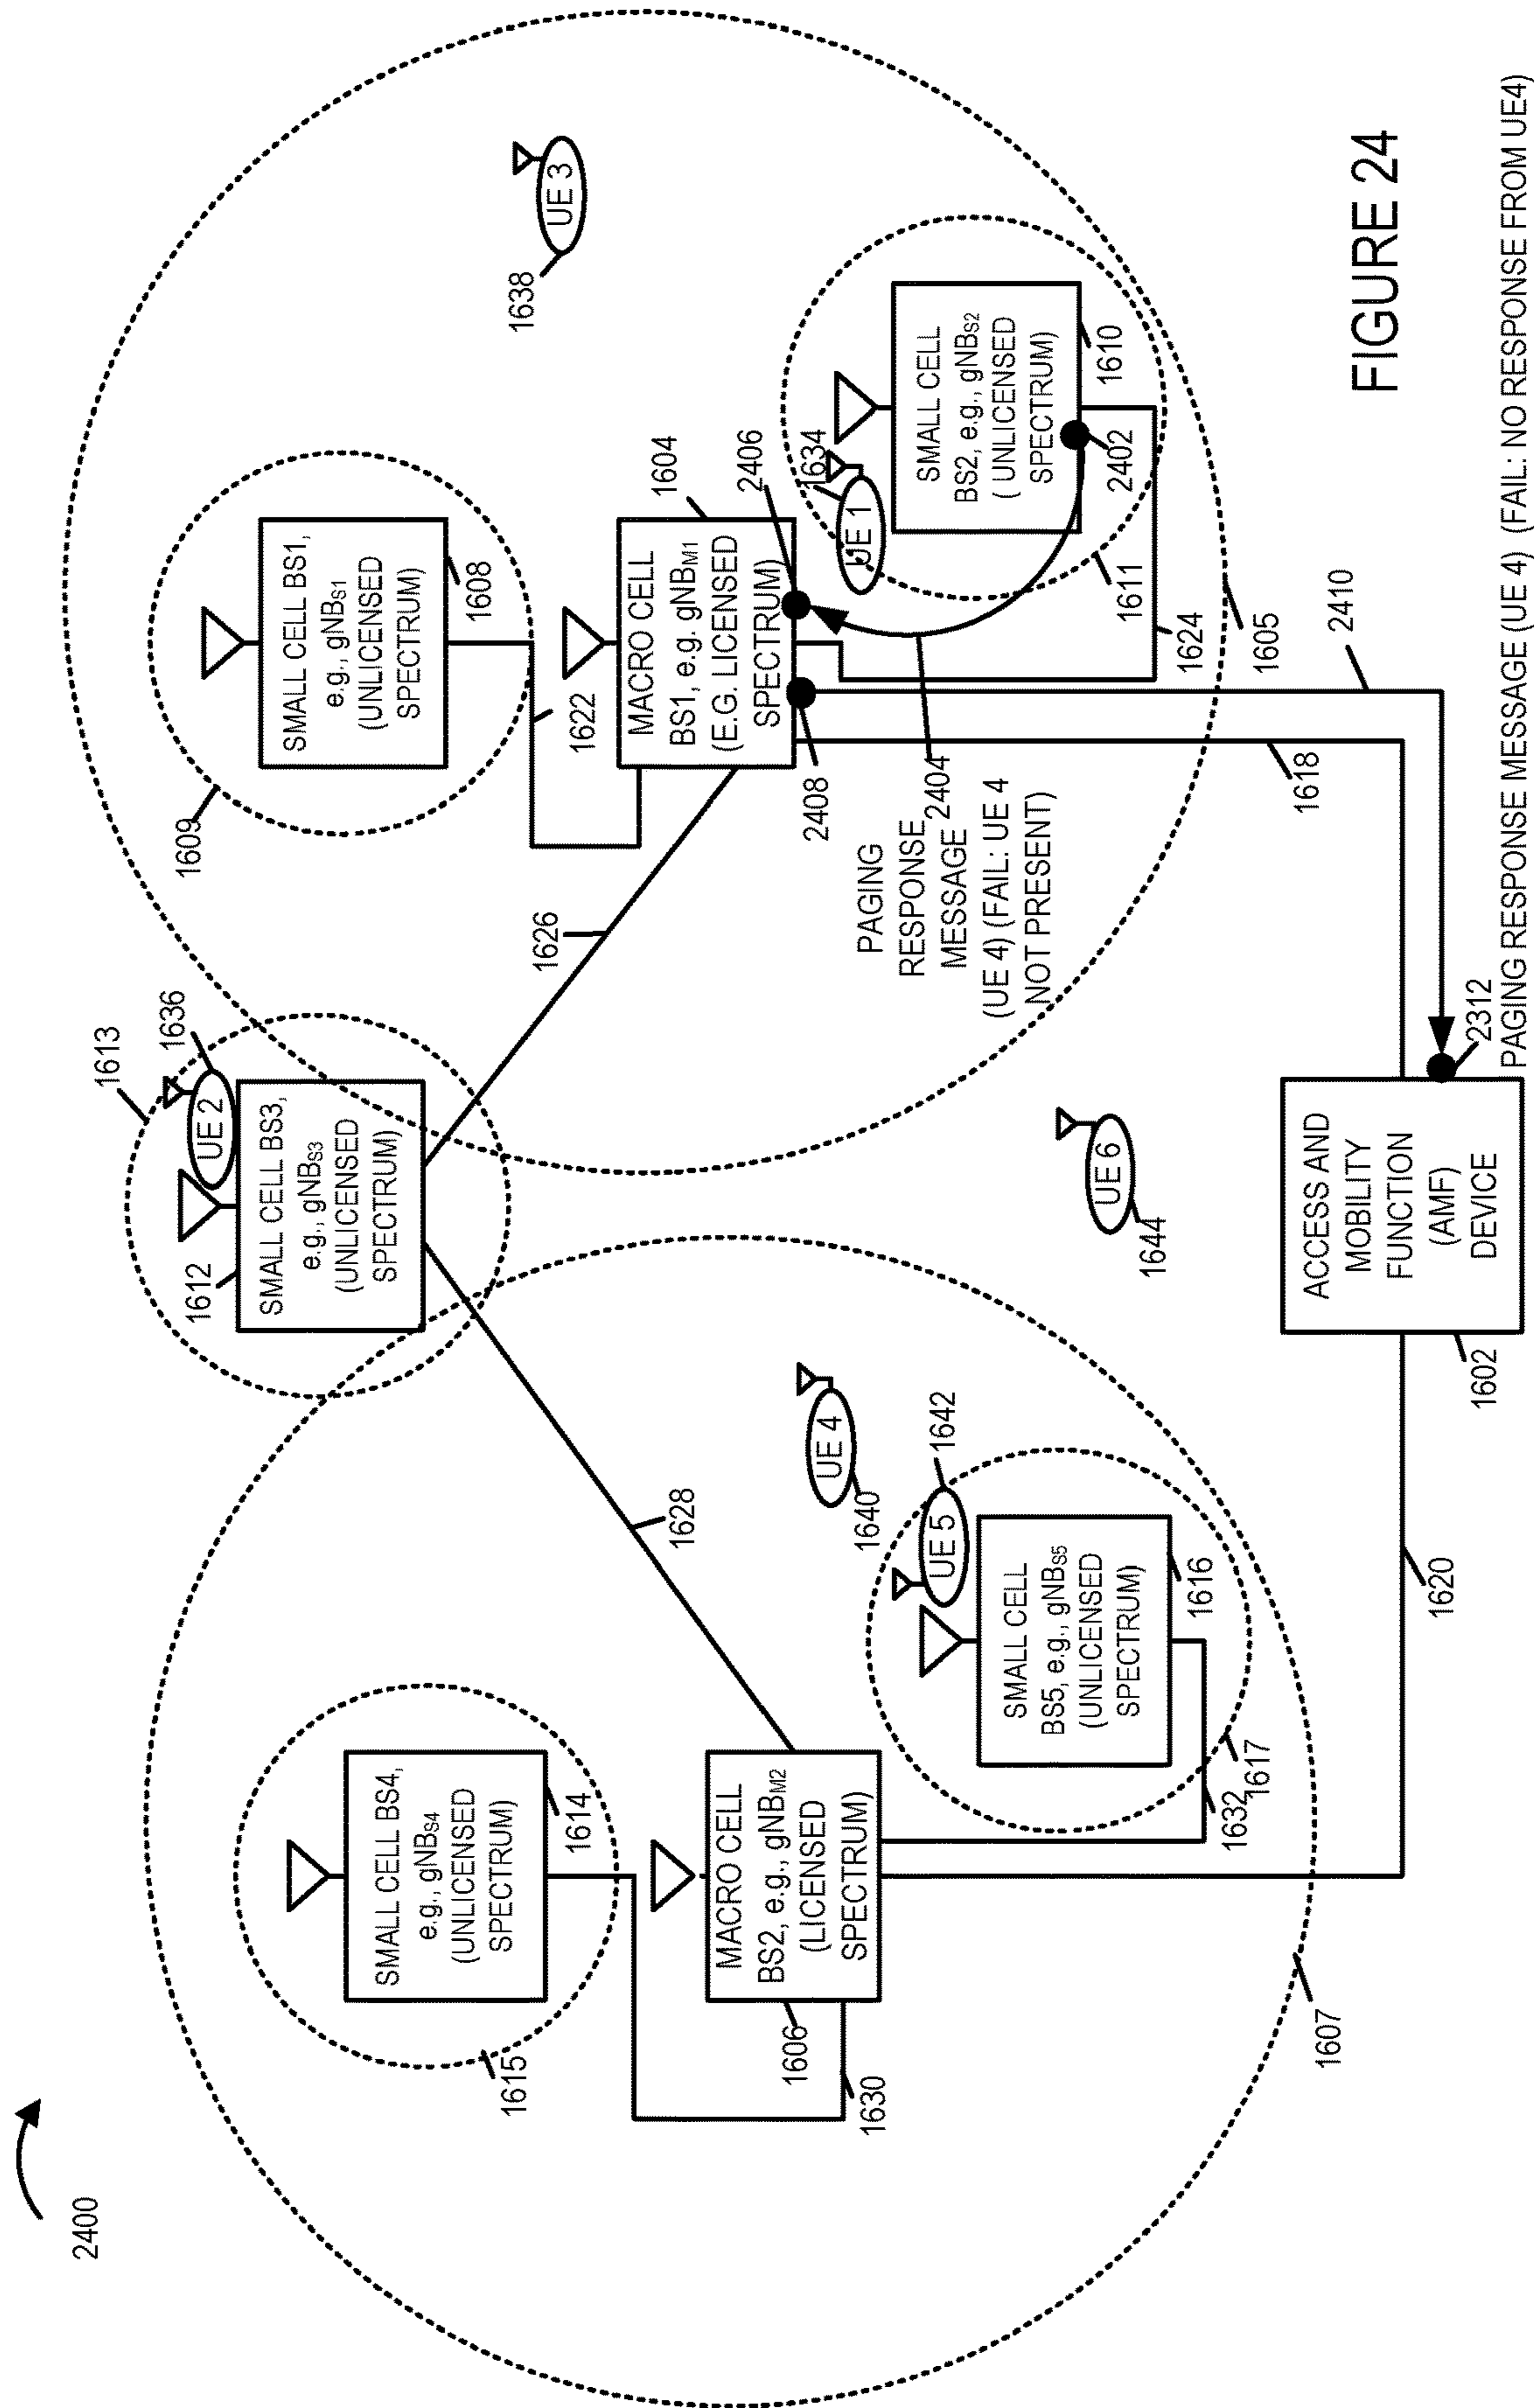 2400
1613
1636
UE 2
1612
SMALL CELL BS3,
e.g., gNBS3
(UNLICENSED
SPECTRUM)
1609
SMALL CELL BS1,
e.g., gNBS1
(UNLICENSED
SPECTRUM)
1608
UE 3
1638
1615
SMALL CELL BS4,
e.g., gNBS4
(UNLICENSED
SPECTRUM)
1614
1628
1626
1622
MACRO CELL
BS1, e.g. gNBM1
(E.G. LICENSED
SPECTRUM)
1604
2406
2408
MACRO CELL
BS2, e.g., gNBM2
(LICENSED
SPECTRUM)
1606
1630
UE 4
1640
UE 5
1642
SMALL CELL
BS5, e.g., gNBS5
(UNLICENSED
SPECTRUM)
1616
1617
1632
1607
PAGING
RESPONSE
MESSAGE 2404
(UE 4) (FAIL: UE 4
NOT PRESENT)
1634
UE 1
SMALL CELL
BS2, e.g., gNBS2
( UNLICENSED
SPECTRUM)
1610
2402
1611
1624
1605
2410
1618
UE 6
1644
1620
ACCESS AND
MOBILITY
FUNCTION
(AMF)
DEVICE
1602
2312
PAGING RESPONSE MESSAGE (UE 4) (FAIL: NO RESPONSE FROM UE4)
FIGURE 24